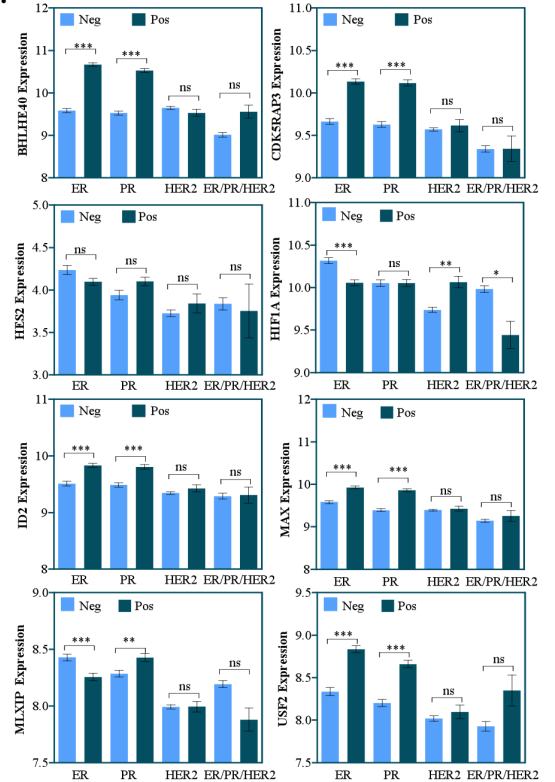 Neg Pos
BHLHE40 Expression
12
11
10
9
8
*** *** ns ns
ER PR HER2 ER/PR/HER2
Neg Pos
CDK5RAP3 Expression
11.0
10.5
10.0
9.5
9.0
*** *** ns ns
ER PR HER2 ER/PR/HER2
Neg Pos
HES2 Expression
5.0
4.5
4.0
3.5
3.0
ns ns ns ns
ER PR HER2 ER/PR/HER2
Neg Pos
HIF1A Expression
11.0
10.5
10.0
9.5
9.0
*** ns ** *
ER PR HER2 ER/PR/HER2
Neg Pos
ID2 Expression
11
10
9
8
*** *** ns ns
ER PR HER2 ER/PR/HER2
Neg Pos
MAX Expression
12
11
10
9
8
*** *** ns ns
ER PR HER2 ER/PR/HER2
Neg Pos
MLXIP Expression
9.0
8.5
8.0
7.5
*** ** ns ns
ER PR HER2 ER/PR/HER2
Neg Pos
USF2 Expression
9.5
9.0
8.5
8.0
7.5
*** *** ns ns
ER PR HER2 ER/PR/HER2